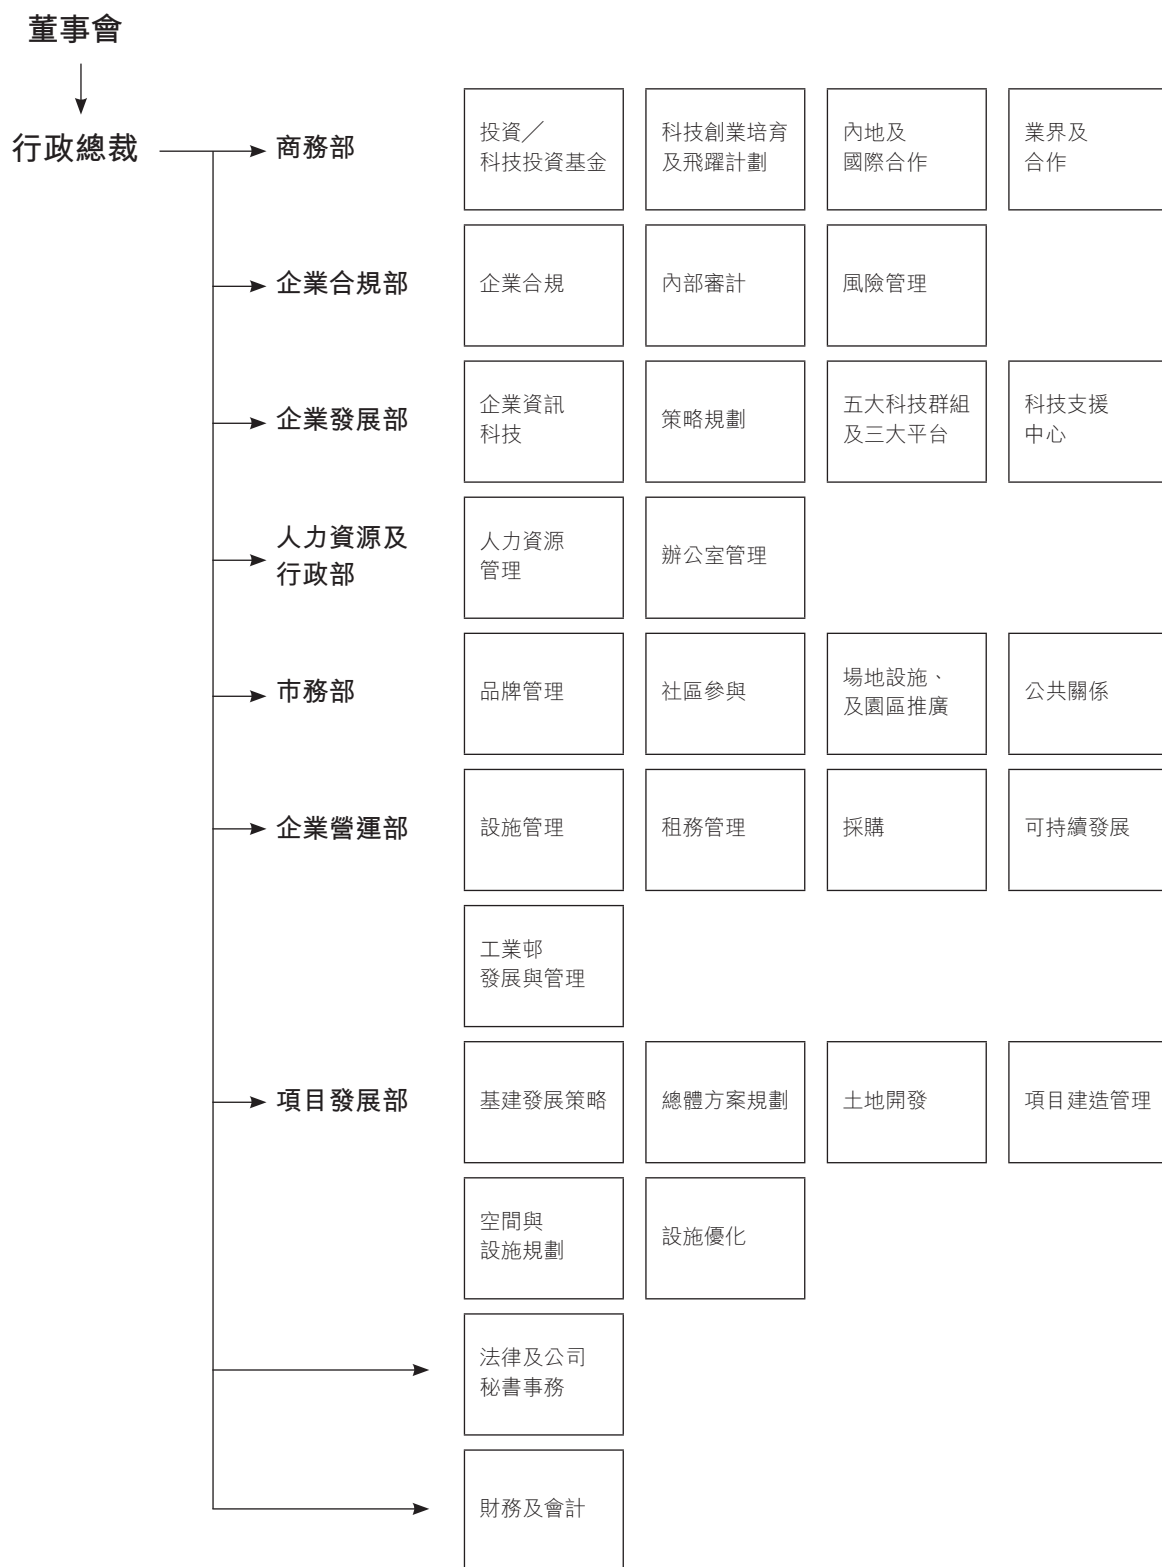 董事會
行政總裁
商務部
投資／
科技投資基金
科技創業培育
及飛躍計劃
內地及
國際合作
業界及
合作
企業合規部
企業合規
內部審計
風險管理
企業發展部
企業資訊
科技
策略規劃
五大科技群組
及三大平台
科技支援
中心
人力資源及
行政部
人力資源
管理
辦公室管理
市務部
品牌管理
社區參與
場地設施、
及園區推廣
公共關係
企業營運部
設施管理
租務管理
採購
可持續發展
工業邨
發展與管理
項目發展部
基建發展策略
總體方案規劃
土地開發
項目建造管理
空間與
設施規劃
設施優化
法律及公司
秘書事務
財務及會計